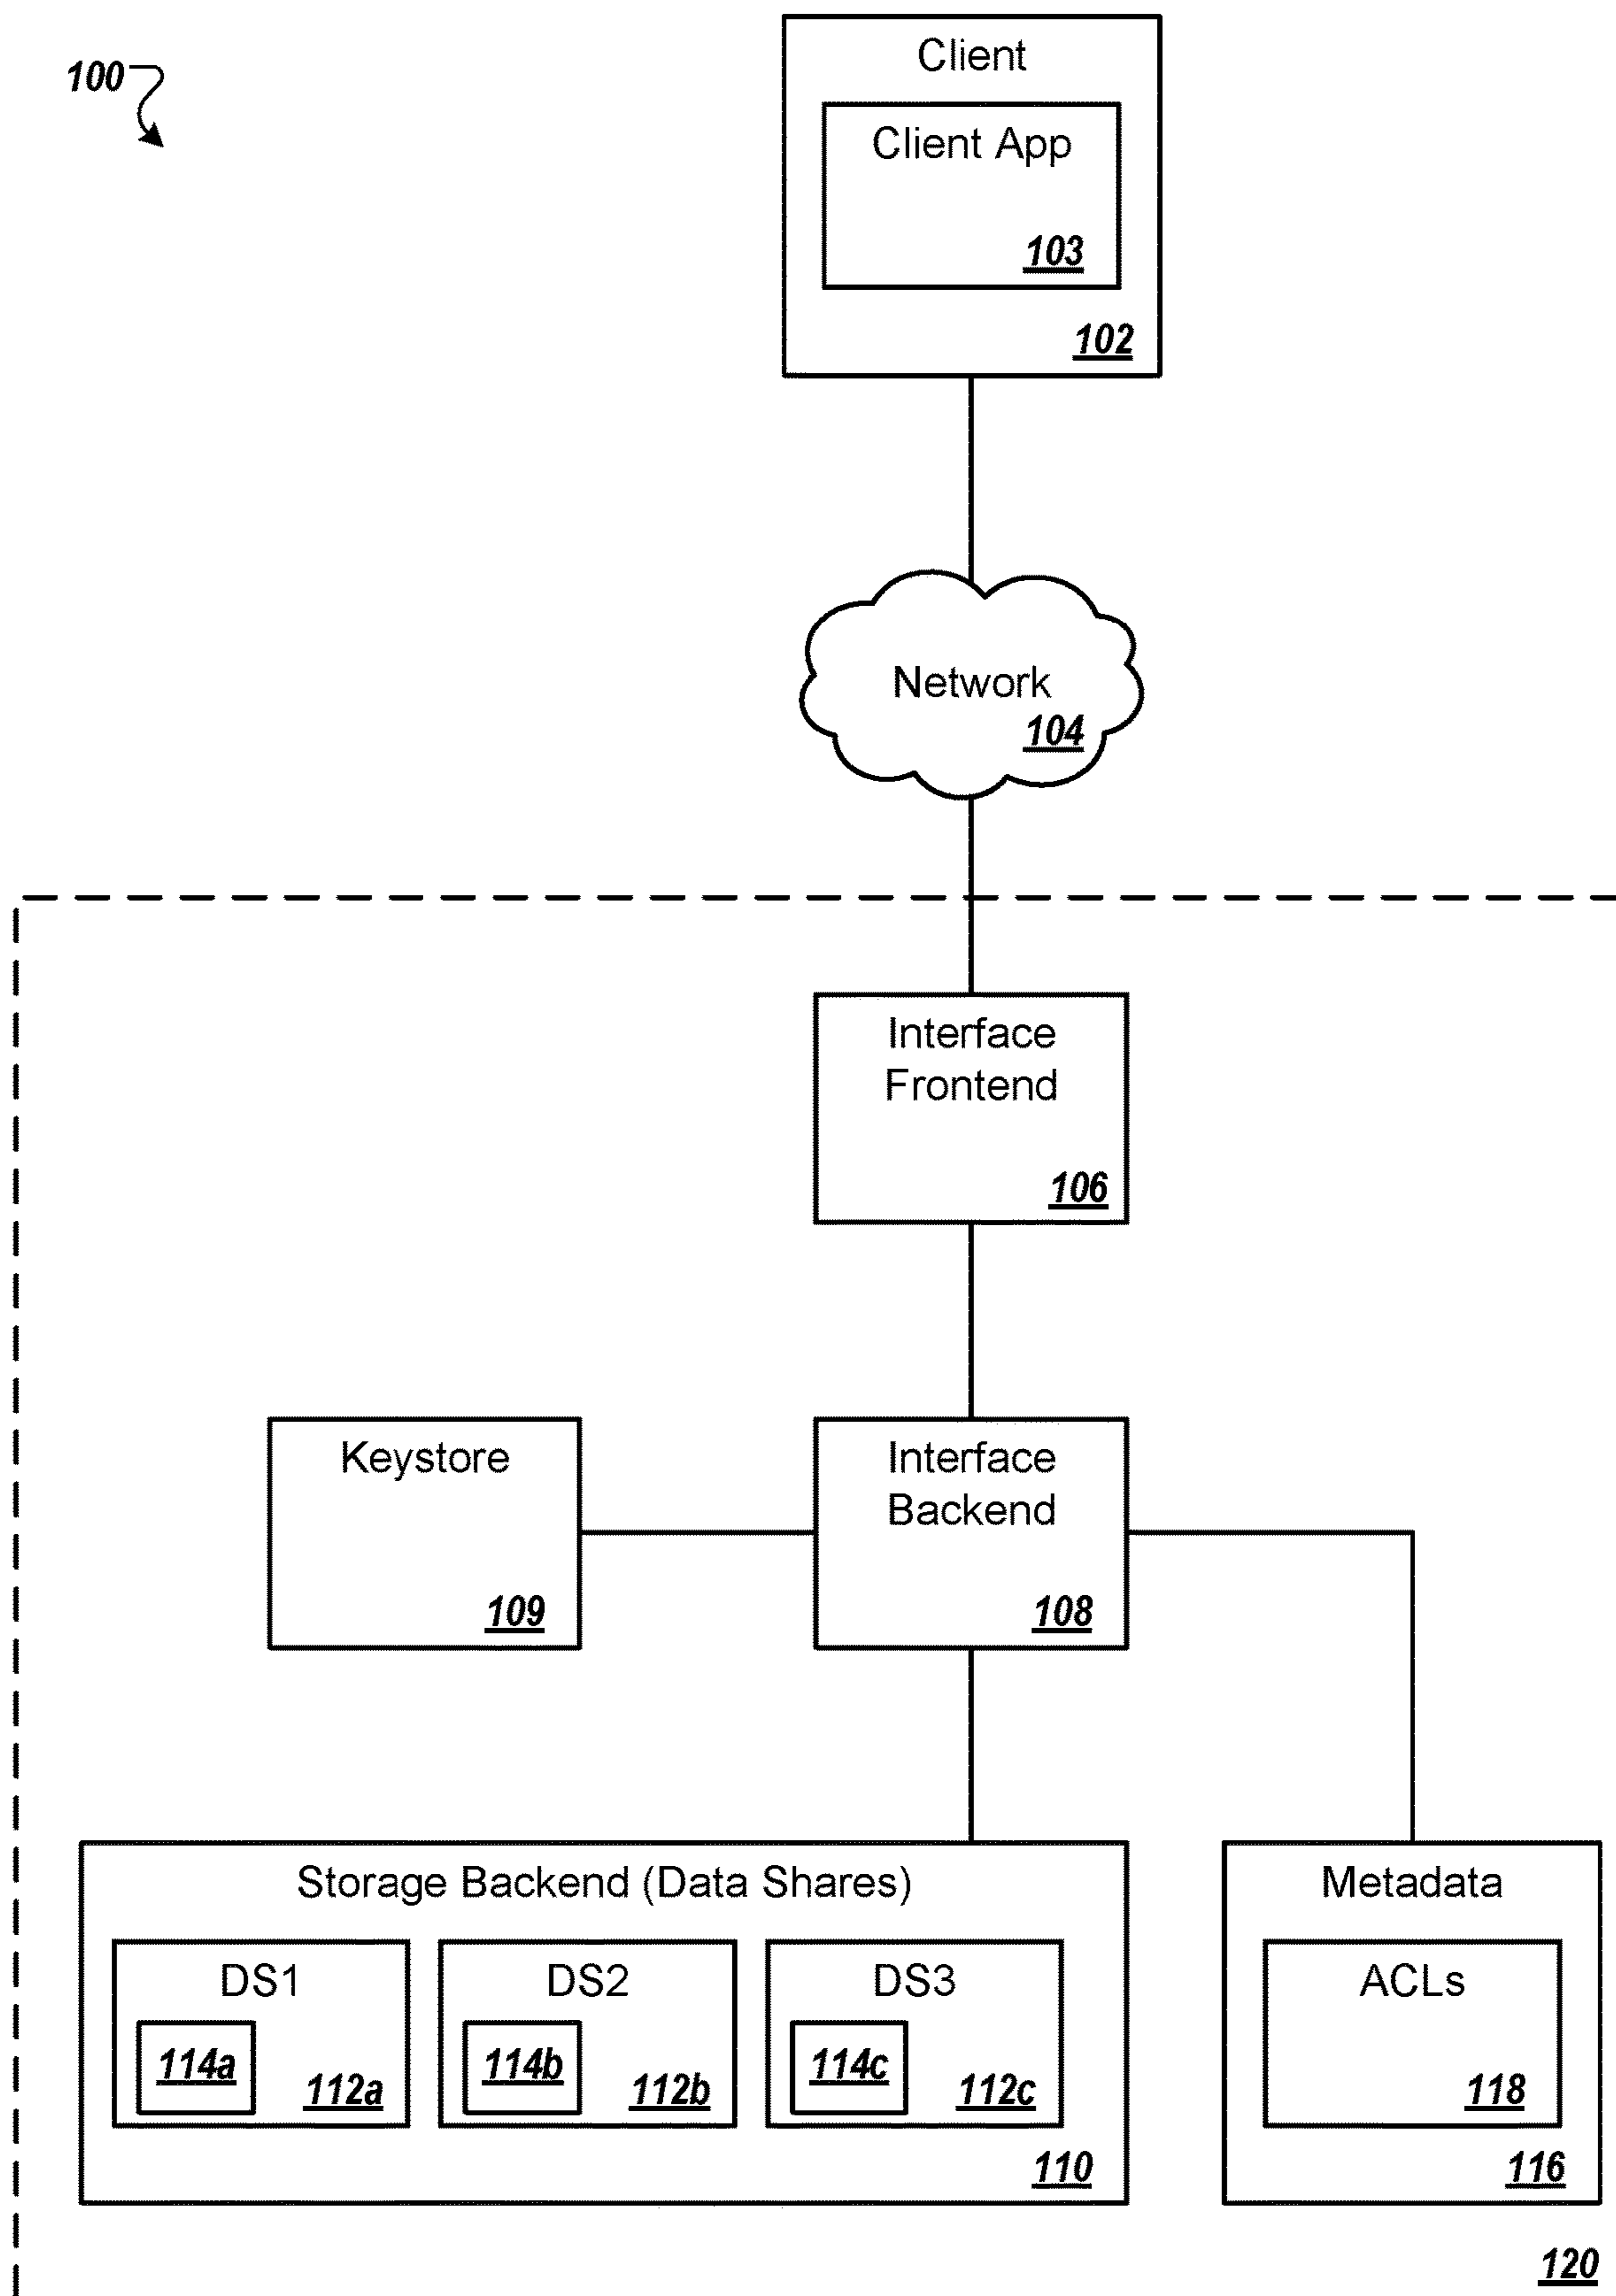 100
Client
Client App
103
102
Network
104
Interface
Frontend
106
Keystore
109
Interface
Backend
108
Storage Backend (Data Shares)
DS1
114a
112a
DS2
114b
112b
DS3
114c
112c
110
Metadata
ACLs
118
116
120